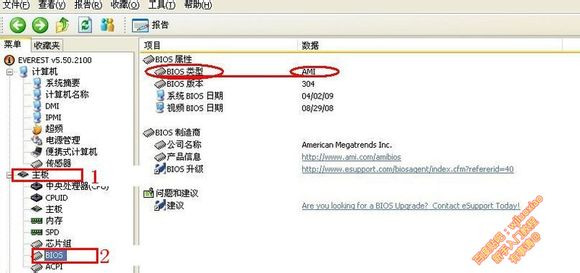 文件(F) 查看(V) 报告(R) 收藏(O) 工具(T) 帮助(H)
报告
菜单 收藏夹
项目 数据
EVEREST v5.50.2100
计算机
系统摘要
计算机名称
DMI
IPMI
超频
电源管理
便携式计算机
传感器
主板 1
中央处理器(CPU)
CPUID
主板
内存
SPD
芯片组
BIOS 2
ACPI
BIOS 属性
BIOS 类型 AMI
BIOS 版本 304
系统 BIOS 日期 04/02/09
视频 BIOS 日期 08/29/08
BIOS 制造商
公司名称 American Megatrends Inc.
产品信息 http://www.ami.com/amibios
BIOS 升级 http://www.esupport.com/biosagent/index.cfm?refererid=40
问题和建议
建议 Are you looking for a BIOS Upgrade? Contact eSupport Today!